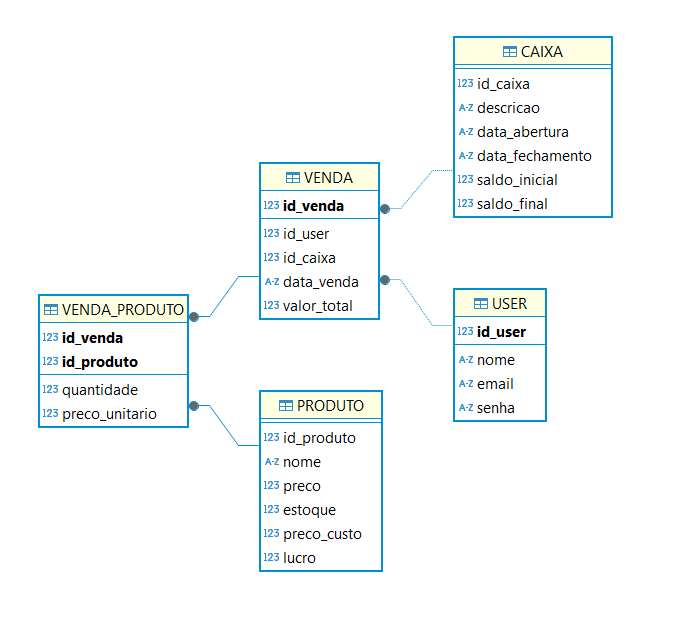 CAIXA
123 id_caixa
A-Z descricao
A-Z data_abertura
A-Z data_fechamento
123 saldo_inicial
123 saldo_final
VENDA
123 id_venda
123 id_user
123 id_caixa
A-Z data_venda
123 valor_total
USER
123 id_user
A-Z nome
A-Z email
A-Z senha
VENDA_PRODUTO
123 id_venda
123 id_produto
123 quantidade
123 preco_unitario
PRODUTO
123 id_produto
A-Z nome
123 preco
123 estoque
123 preco_custo
123 lucro